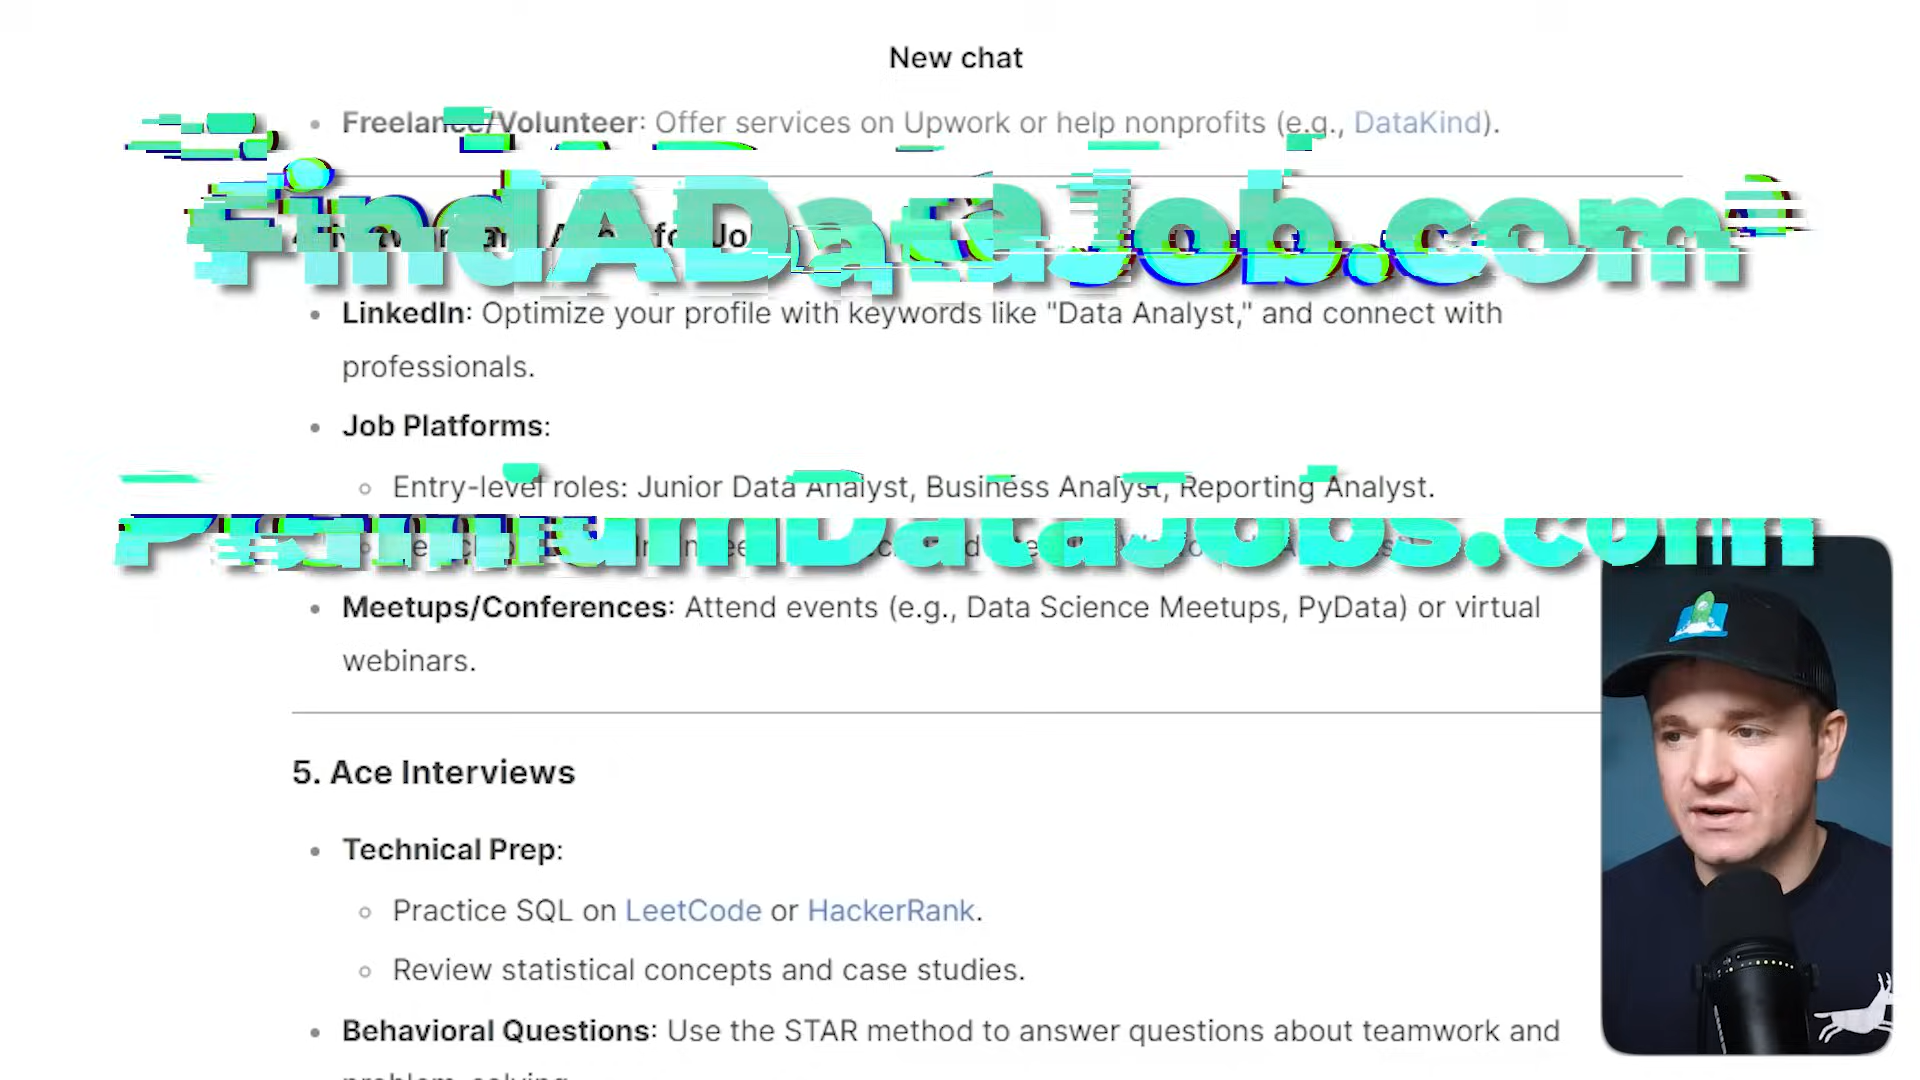 New chat
Freelance/Volunteer: Offer services on Upwork or help nonprofits (e.g., DataKind).
FindADataJob.com
LinkedIn: Optimize your profile with keywords like "Data Analyst," and connect with
professionals.
Job Platforms:
Entry-level roles: Junior Data Analyst, Business Analyst, Reporting Analyst.
PremiumDataJobs.com
Meetups/Conferences: Attend events (e.g., Data Science Meetups, PyData) or virtual
webinars.
5. Ace Interviews
Technical Prep:
Practice SQL on LeetCode or HackerRank.
Review statistical concepts and case studies.
Behavioral Questions: Use the STAR method to answer questions about teamwork and